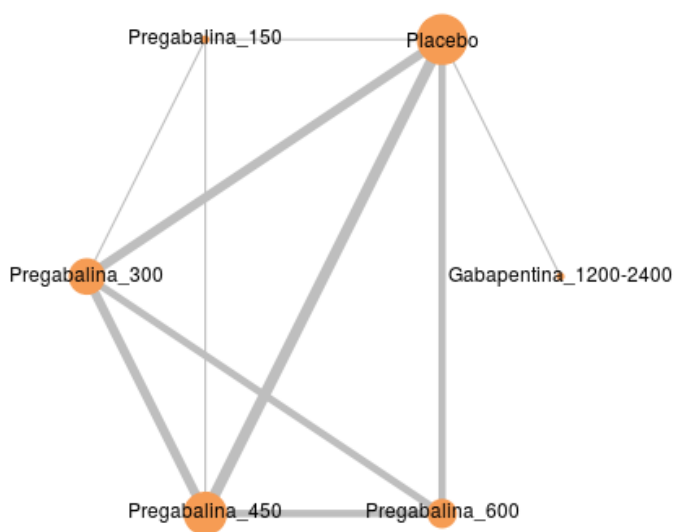 Pregabalina_150
Placebo
Pregabalina_300
Gabapentina_1200-2400
Pregabalina_450
Pregabalina_600